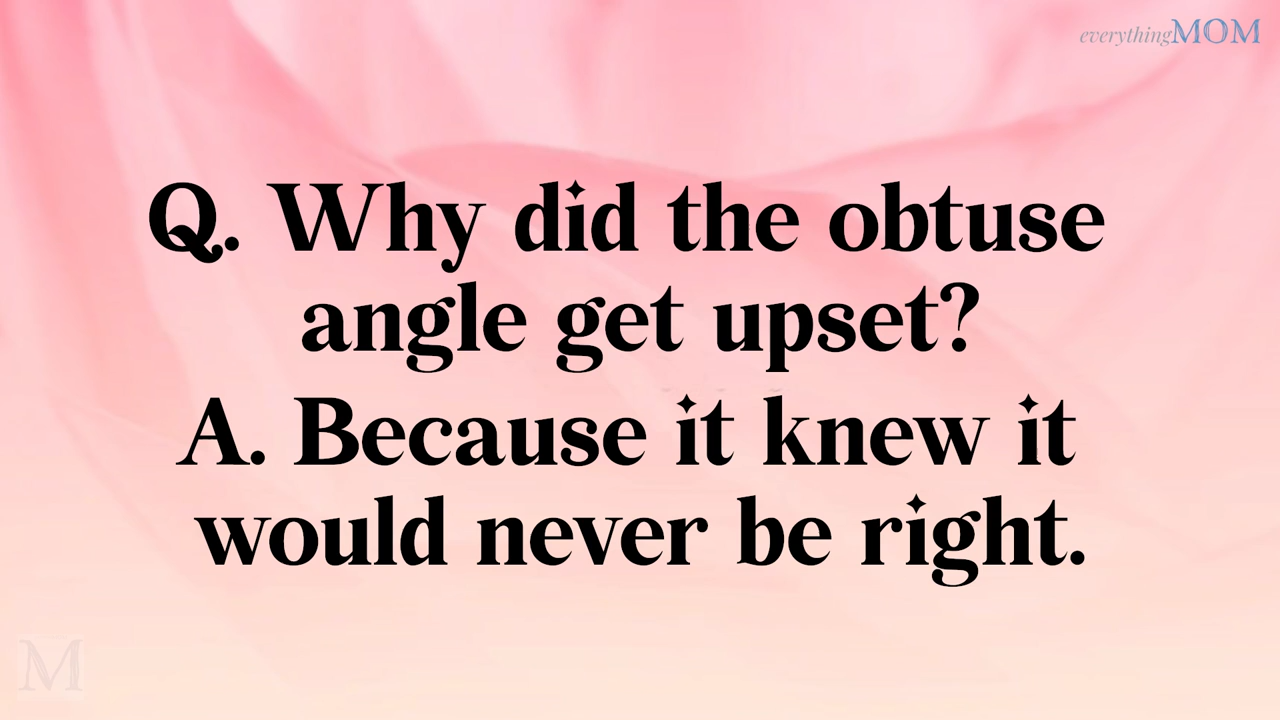 everythingMOM
Q. Why did the obtuse
angle get upset?
A. Because it knew it
would never be right.
M